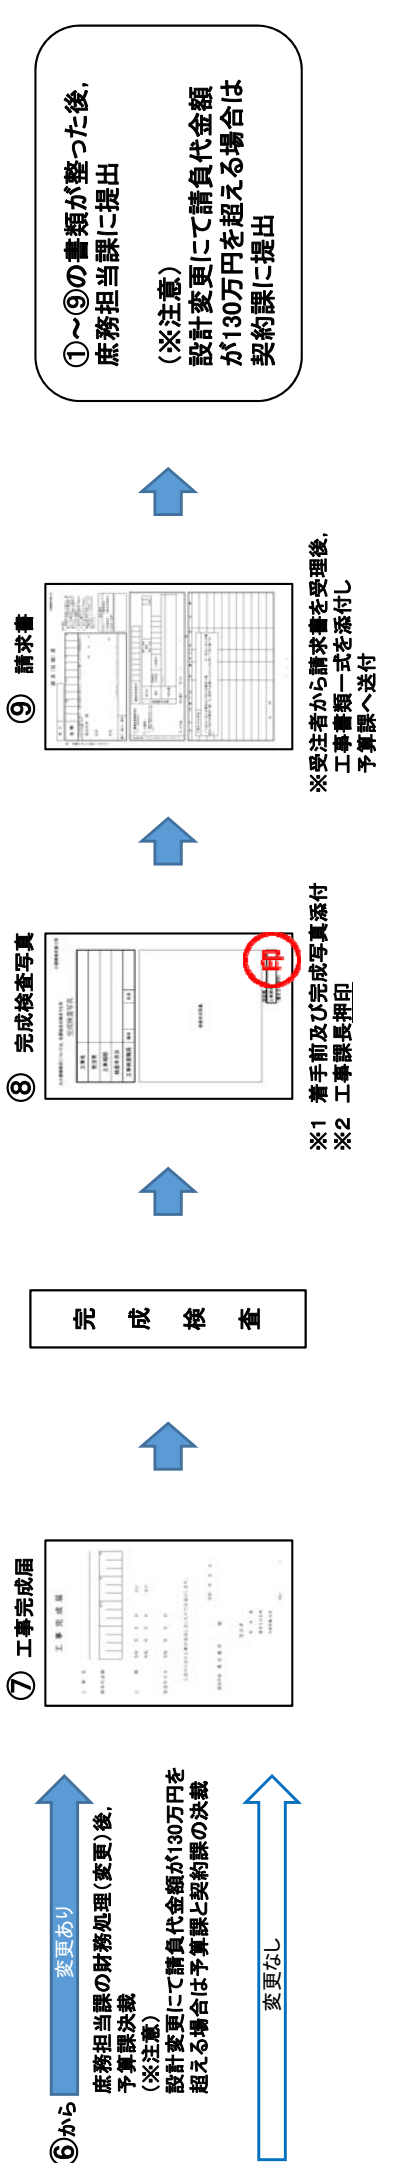 ⑥から
変更あり
庶務担当課の財務処理(変更)後,
予算課決裁
(※注意)
設計変更にて請負代金額が130万円を
超える場合は予算課と契約課の決裁
変更なし
⑦ 工事完成届
工 事 完 成 届
完 成 検 査
⑧ 完成検査写真
完成検査写真
印
※1 着手前及び完成写真添付
※2 工事課長押印
⑨ 請求書
※受注者から請求書を受理後,
工事書類一式を添付し
予算課へ送付
①~⑨の書類が整った後,
庶務担当課に提出
(※注意)
設計変更にて請負代金額
が130万円を超える場合は
契約課に提出